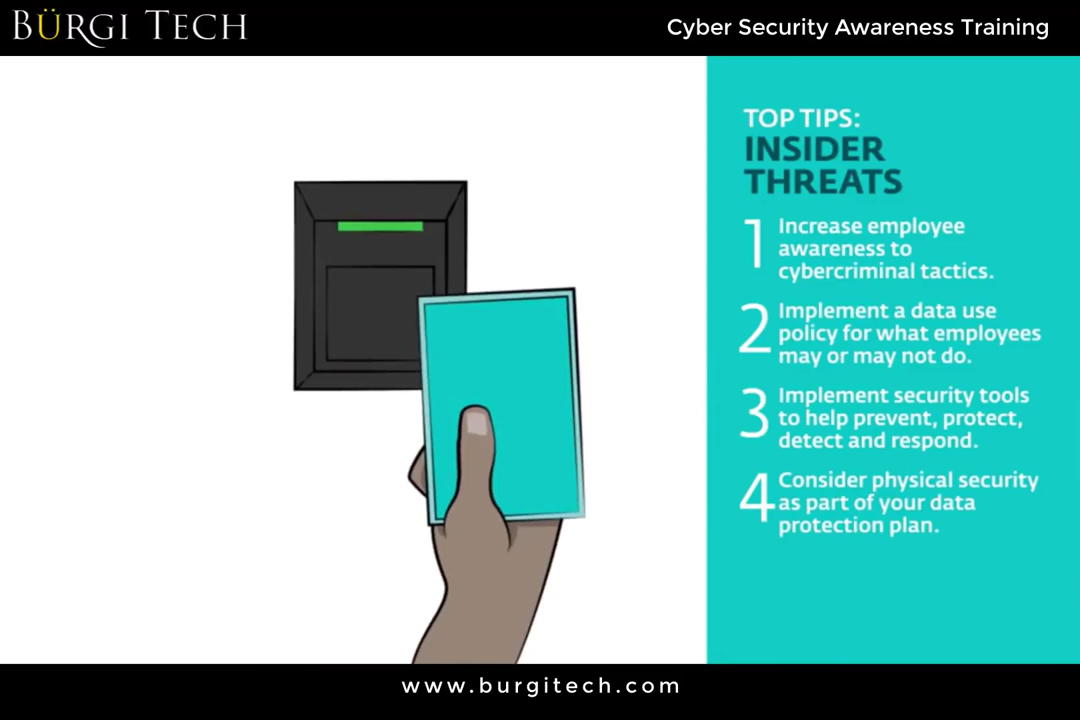 BÜRGI TECH
Cyber Security Awareness Training
TOP TIPS:
INSIDER
THREATS
1 Increase employee
awareness to
cybercriminal tactics.
2 Implement a data use
policy for what employees
may or may not do.
3 Implement security tools
to help prevent, protect,
detect and respond.
4 Consider physical security
as part of your data
protection plan.
www.burgitech.com